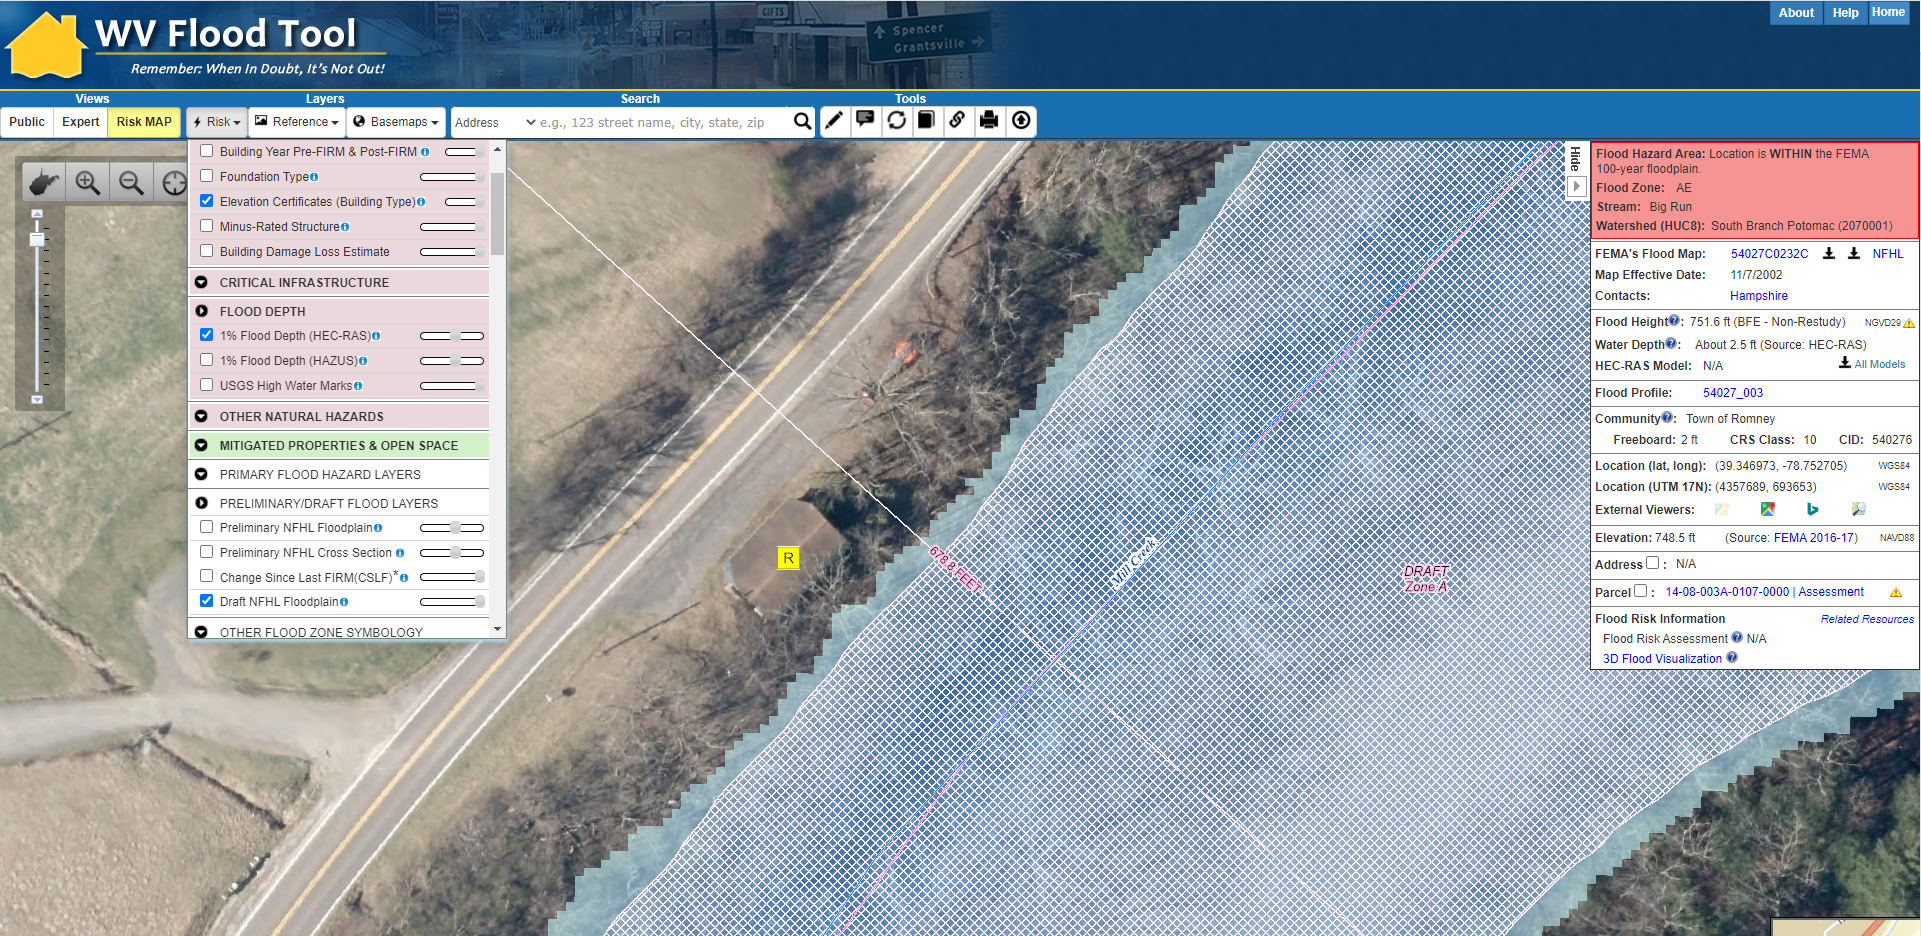 WV Flood Tool
Remember: When In Doubt, It's Not Out!
GIFTS
Spencer
Grantsville
About Help Home
Views Layers Search Tools
Public Expert Risk MAP Risk Reference Basemaps Address e.g., 123 street name, city, state, zip
Building Year Pre-FIRM & Post-FIRM
Foundation Type
Elevation Certificates (Building Type)
Minus-Rated Structure
Building Damage Loss Estimate
CRITICAL INFRASTRUCTURE
FLOOD DEPTH
1% Flood Depth (HEC-RAS)
1% Flood Depth (HAZUS)
USGS High Water Marks
OTHER NATURAL HAZARDS
MITIGATED PROPERTIES & OPEN SPACE
PRIMARY FLOOD HAZARD LAYERS
PRELIMINARY/DRAFT FLOOD LAYERS
Preliminary NFHL Floodplain
Preliminary NFHL Cross Section
Change Since Last FIRM(CSLF)*
Draft NFHL Floodplain
OTHER FLOOD ZONE SYMBOLOGY
R
678.8 FEET
Mill Creek
DRAFT
Zone A
Hide
Flood Hazard Area: Location is WITHIN the FEMA
100-year floodplain.
Flood Zone: AE
Stream: Big Run
Watershed (HUC8): South Branch Potomac (2070001)
FEMA's Flood Map: 54027C0232C NFHL
Map Effective Date: 11/7/2002
Contacts: Hampshire
Flood Height: 751.6 ft (BFE - Non-Restudy) NGVD29
Water Depth: About 2.5 ft (Source: HEC-RAS)
HEC-RAS Model: N/A All Models
Flood Profile: 54027_003
Community: Town of Romney
Freeboard: 2 ft CRS Class: 10 CID: 540276
Location (lat, long): (39.346973, -78.752705) WGS84
Location (UTM 17N): (4357689, 693653) WGS84
External Viewers:
Elevation: 748.5 ft (Source: FEMA 2016-17) NAVD88
Address : N/A
Parcel : 14-08-003A-0107-0000 | Assessment
Flood Risk Information Related Resources
Flood Risk Assessment N/A
3D Flood Visualization